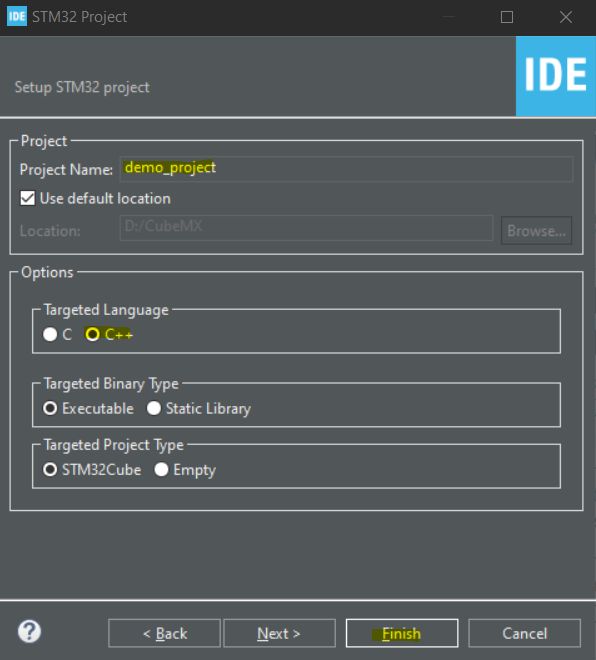 IDE STM32 Project
Setup STM32 project
IDE
Project
Project Name: demo_project
Use default location
Location: D:/CubeMX Browse...
Options
Targeted Language
C C++
Targeted Binary Type
Executable Static Library
Targeted Project Type
STM32Cube Empty
? < Back Next > Finish Cancel